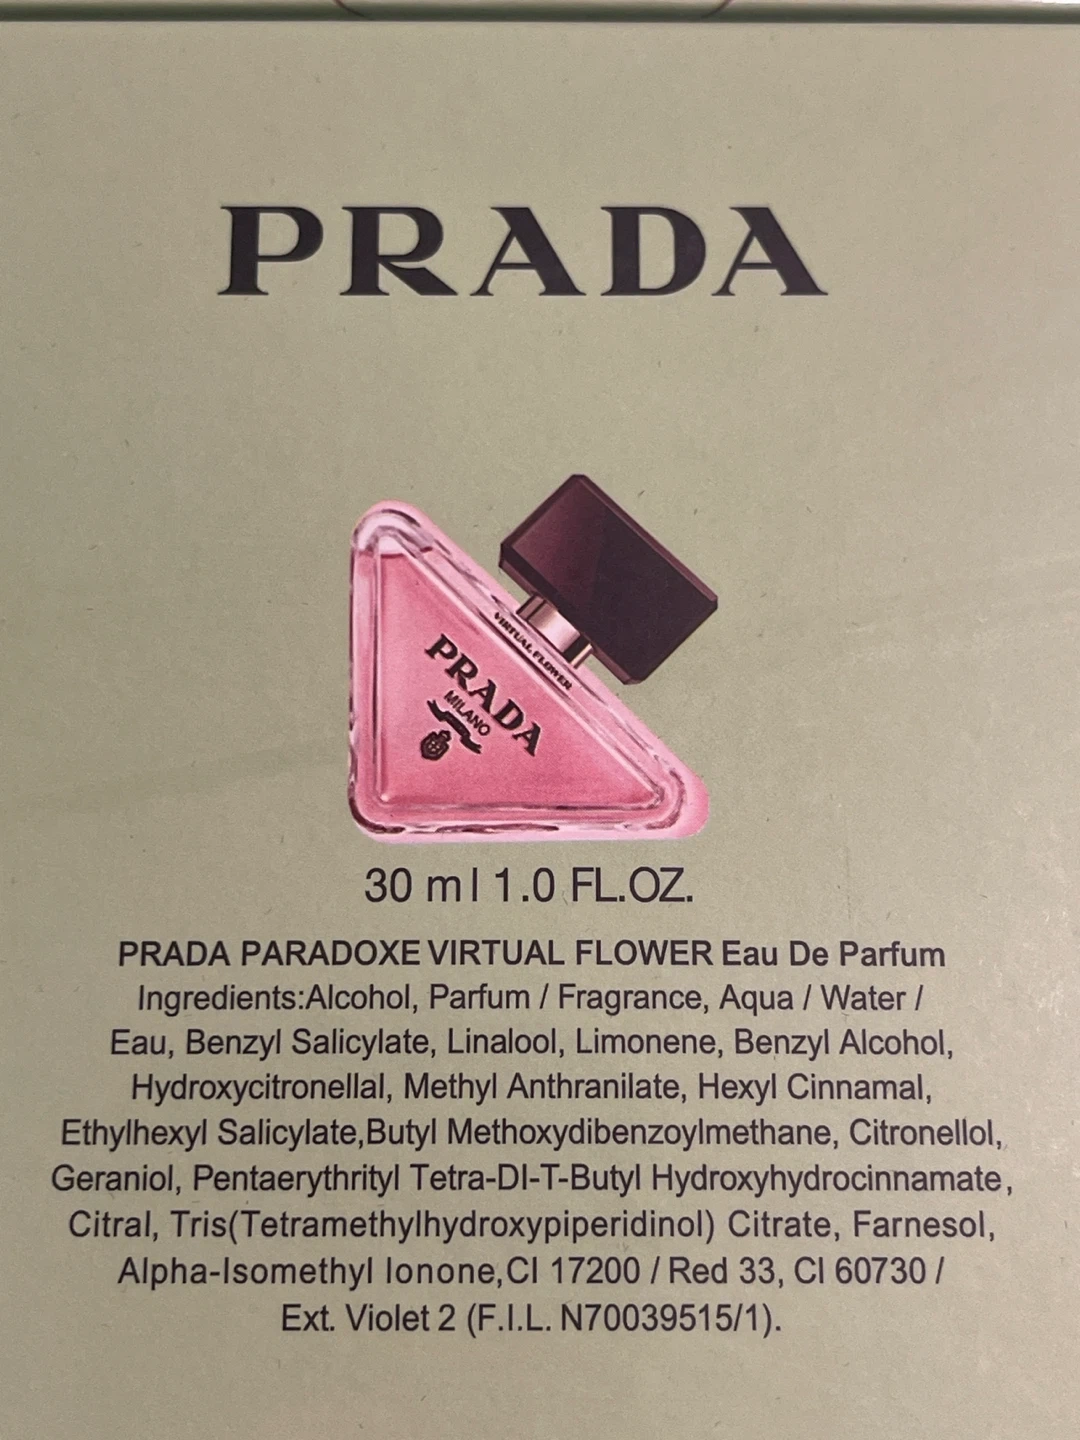 PRADA
VIRTUAL FLOWER
PRADA
MILANO
30 ml 1.0 FL.OZ.
PRADA PARADOXE VIRTUAL FLOWER Eau De Parfum
Ingredients:Alcohol, Parfum / Fragrance, Aqua / Water /
Eau, Benzyl Salicylate, Linalool, Limonene, Benzyl Alcohol,
Hydroxycitronellal, Methyl Anthranilate, Hexyl Cinnamal,
Ethylhexyl Salicylate,Butyl Methoxydibenzoylmethane, Citronellol,
Geraniol, Pentaerythrityl Tetra-DI-T-Butyl Hydroxyhydrocinnamate,
Citral, Tris(Tetramethylhydroxypiperidinol) Citrate, Farnesol,
Alpha-Isomethyl Ionone,CI 17200 / Red 33, CI 60730 /
Ext. Violet 2 (F.I.L. N70039515/1).